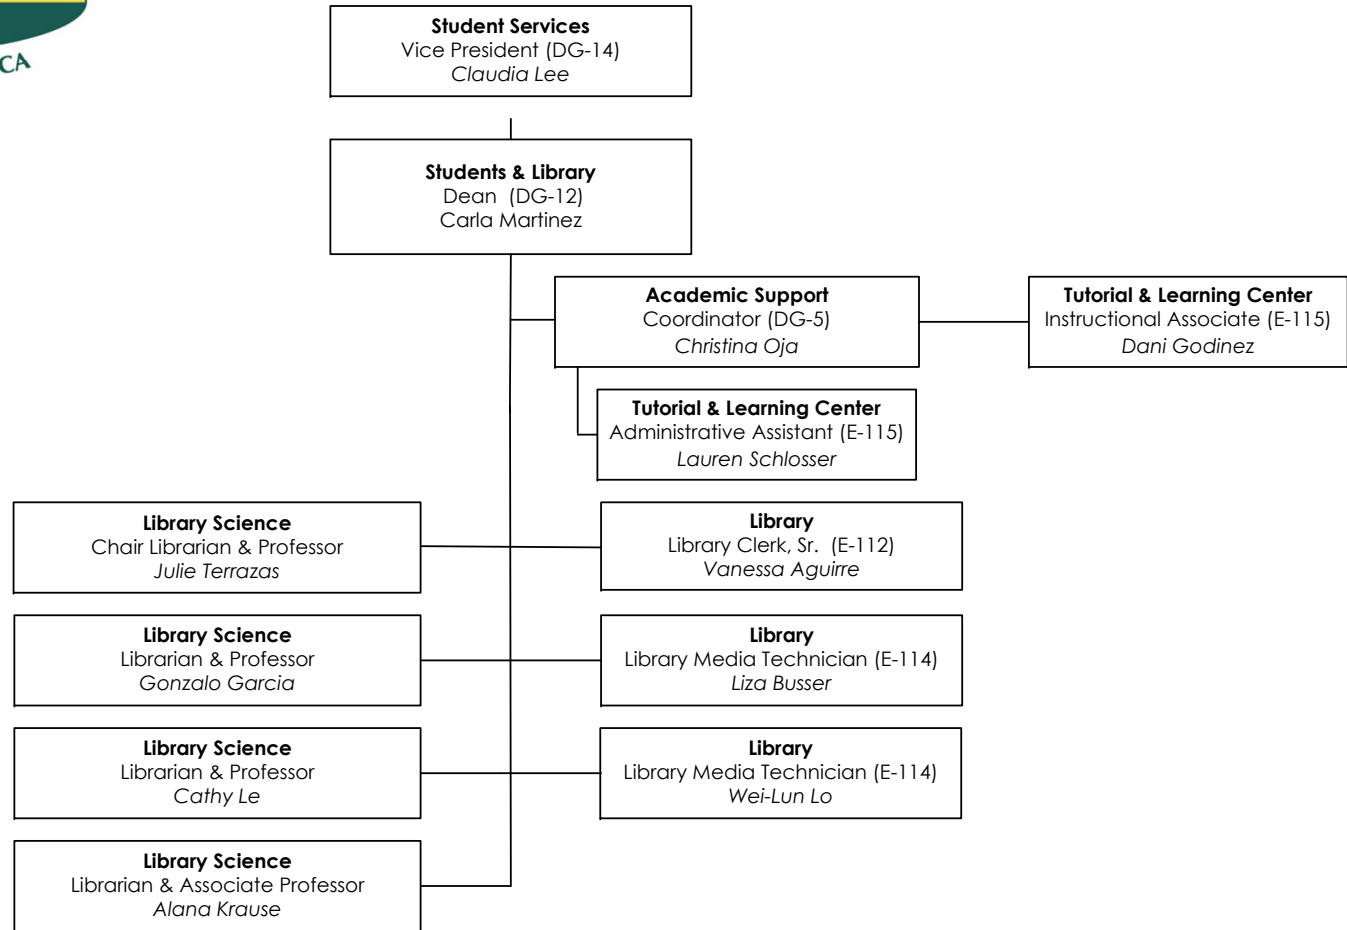 CA
Student Services
Vice President (DG-14)
Claudia Lee
Students & Library
Dean (DG-12)
Carla Martinez
Academic Support
Coordinator (DG-5)
Christina Oja
Tutorial & Learning Center
Instructional Associate (E-115)
Dani Godinez
Tutorial & Learning Center
Administrative Assistant (E-115)
Lauren Schlosser
Library Science
Chair Librarian & Professor
Julie Terrazas
Library
Library Clerk, Sr. (E-112)
Vanessa Aguirre
Library Science
Librarian & Professor
Gonzalo Garcia
Library
Library Media Technician (E-114)
Liza Busser
Library Science
Librarian & Professor
Cathy Le
Library
Library Media Technician (E-114)
Wei-Lun Lo
Library Science
Librarian & Associate Professor
Alana Krause